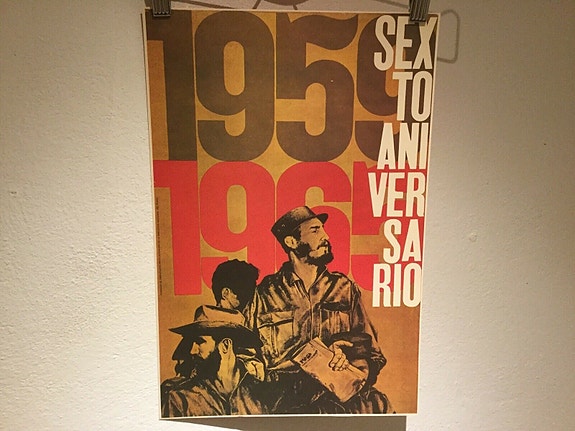 1959
1965
SEX
TO
ANI
VER
SA
RIO